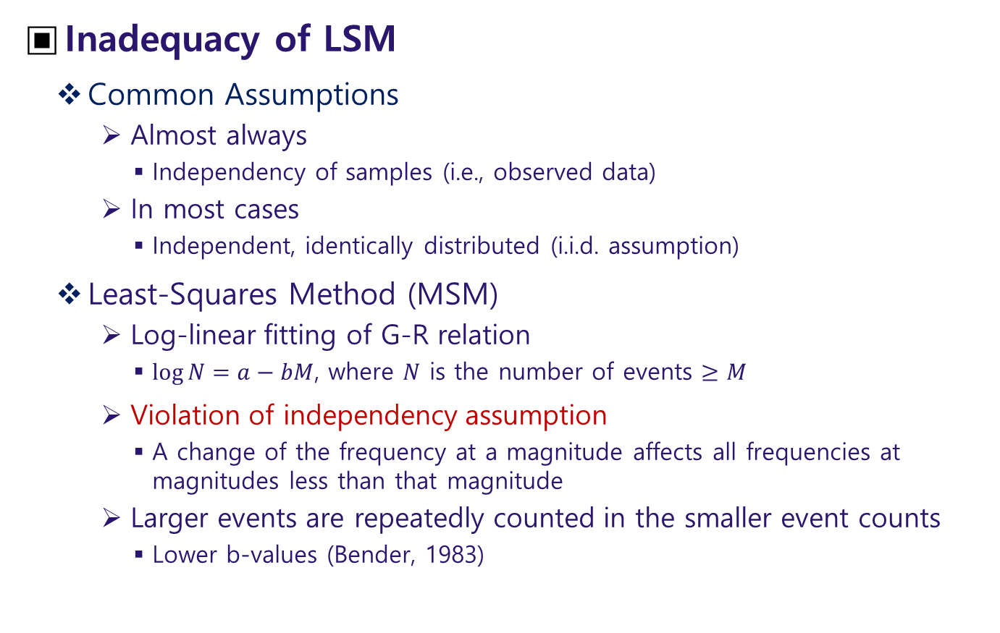 Inadequacy of LSM
Common Assumptions
Almost always
Independency of samples (i.e., observed data)
In most cases
Independent, identically distributed (i.i.d. assumption)
Least-Squares Method (MSM)
Log-linear fitting of G-R relation
log N = a − bM, where N is the number of events ≥ M
Violation of independency assumption
A change of the frequency at a magnitude affects all frequencies at
magnitudes less than that magnitude
Larger events are repeatedly counted in the smaller event counts
Lower b-values (Bender, 1983)